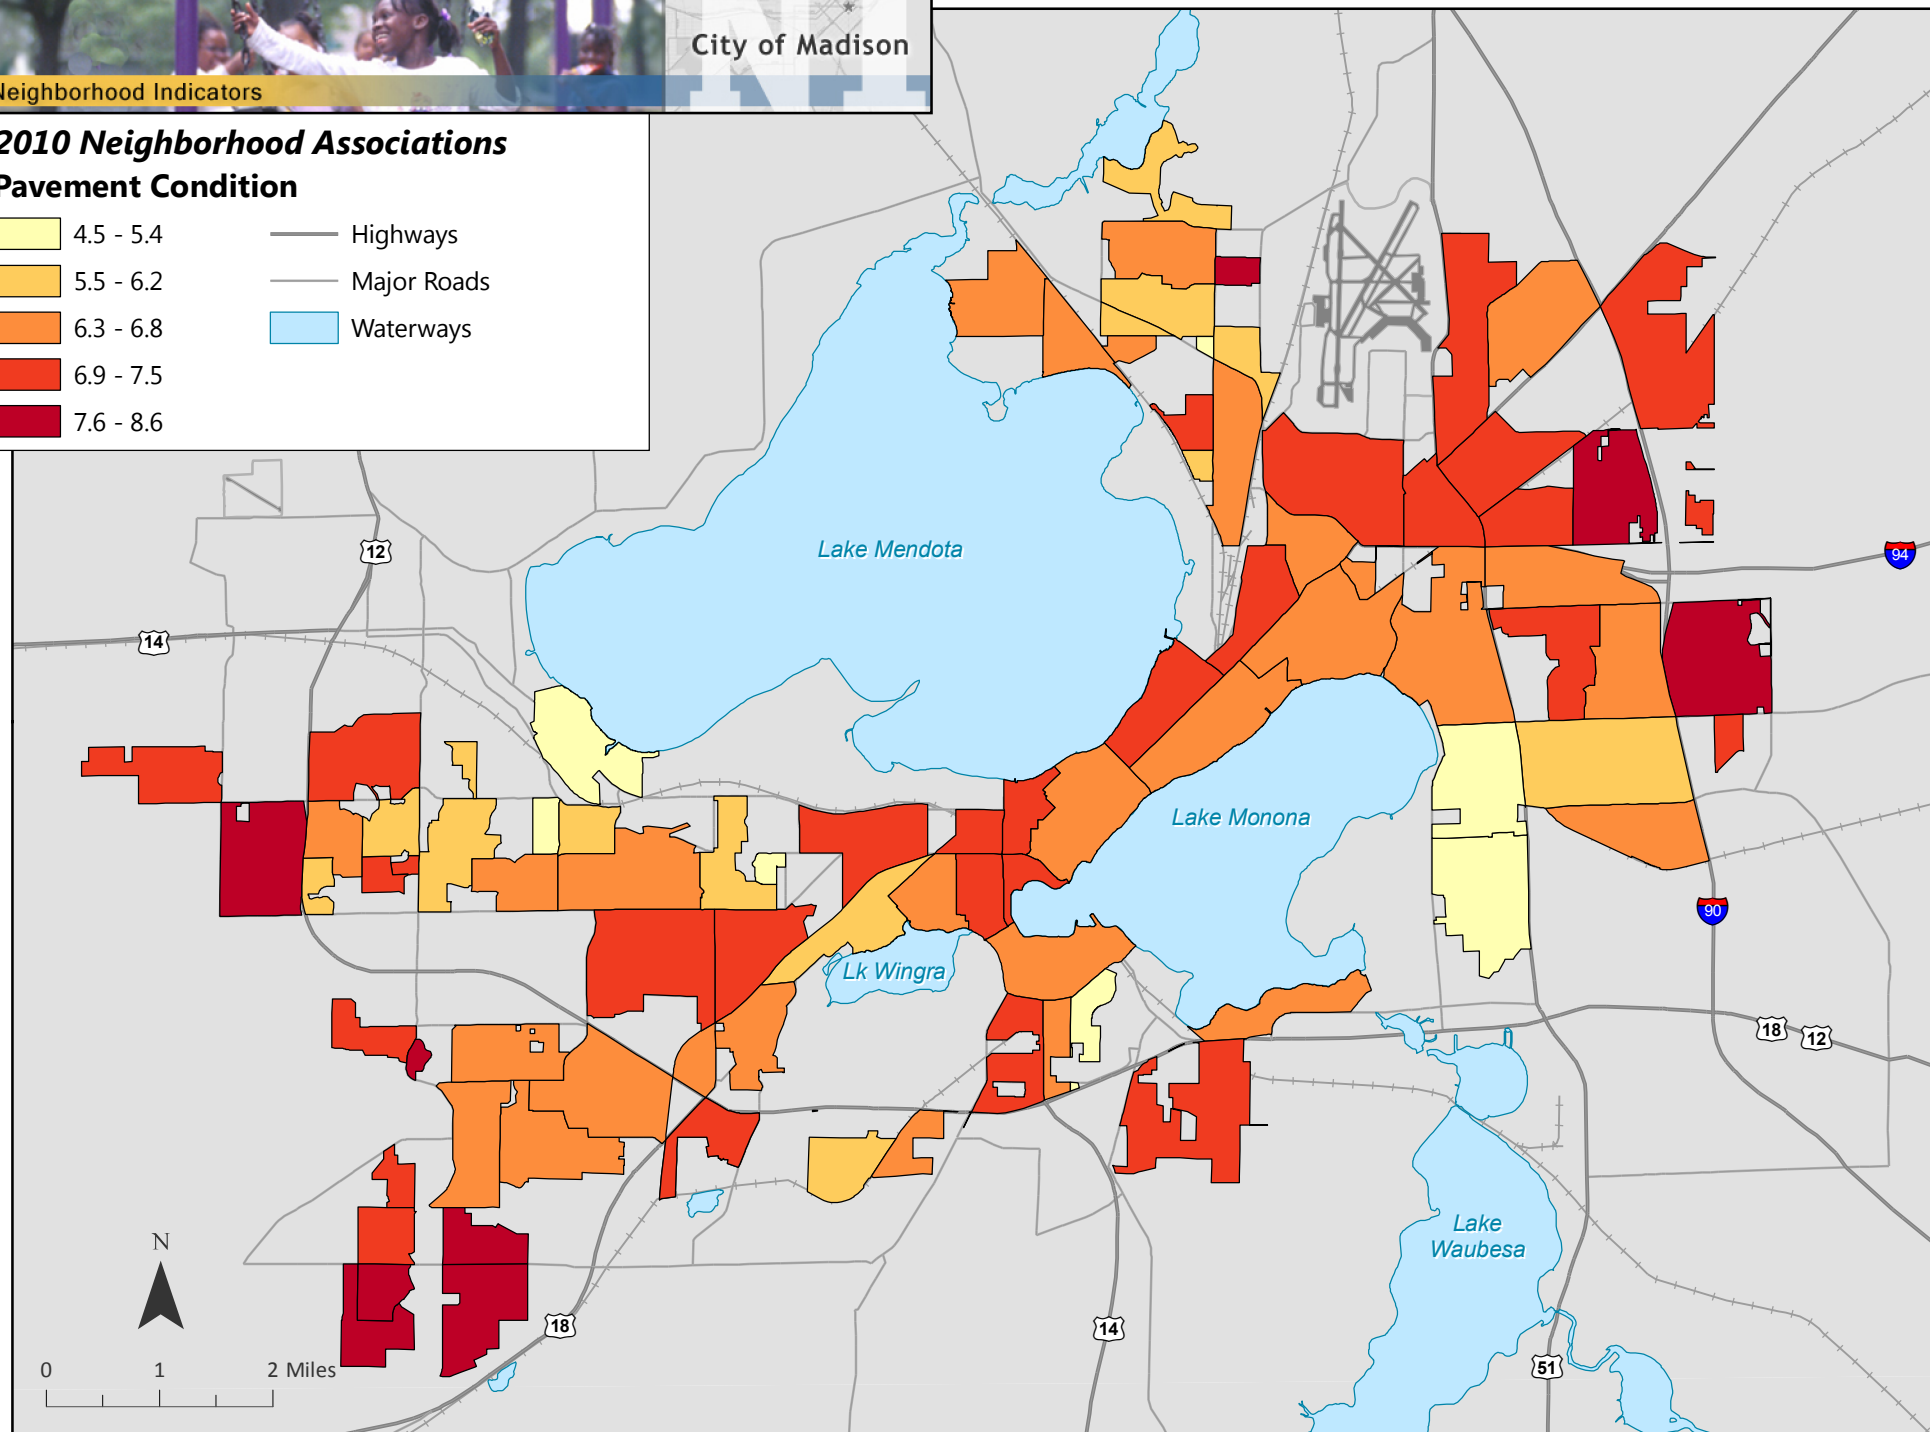 City of Madison
Neighborhood Indicators
2010 Neighborhood Associations
Pavement Condition
4.5 - 5.4
5.5 - 6.2
6.3 - 6.8
6.9 - 7.5
7.6 - 8.6
Highways
Major Roads
Waterways
12
14
Lake Mendota
94
Lake Monona
Lk Wingra
90
18
12
Lake
Waubesa
N
18
14
51
0 1 2 Miles